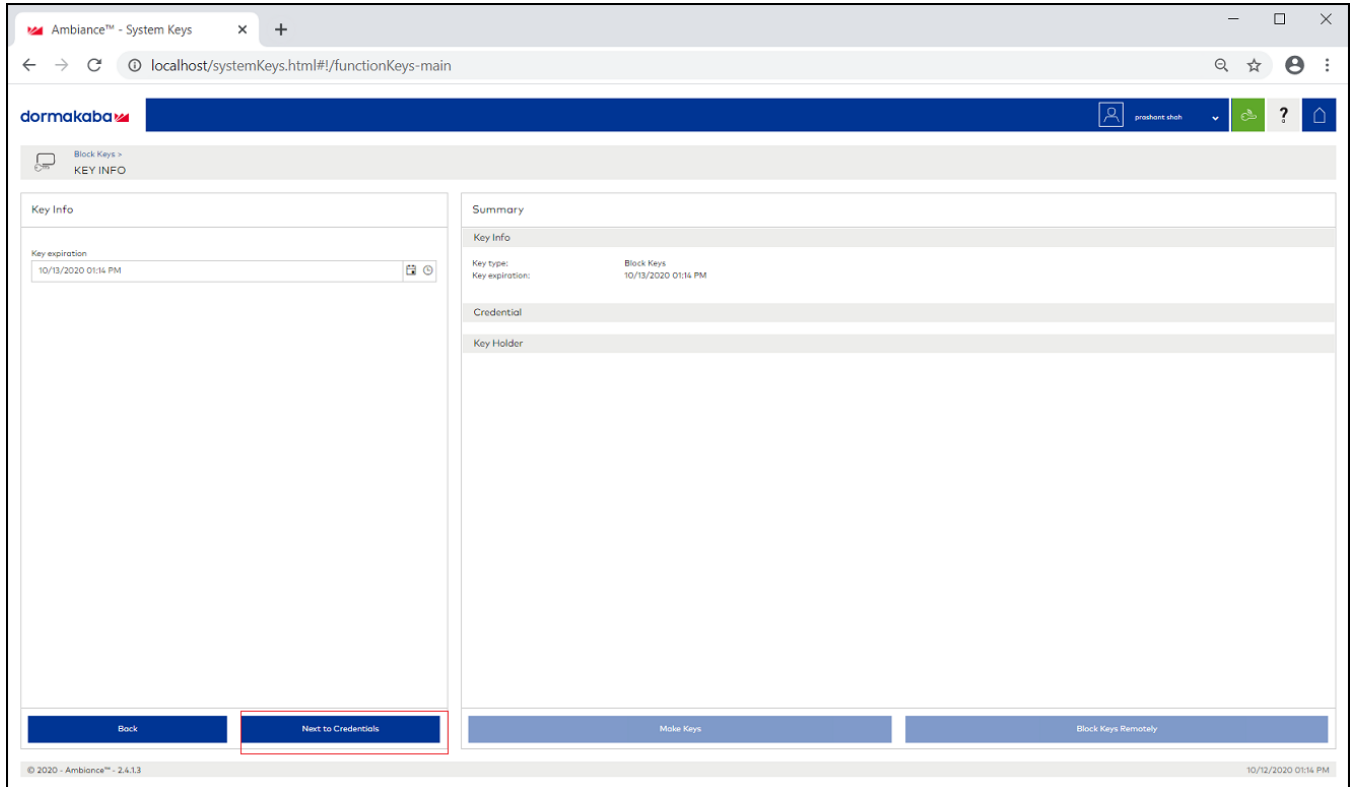 Ambiance™ - System Keys
localhost/systemKeys.html#!/functionKeys-main
dormakaba
prashant shah
?
Block Keys >
KEY INFO
Key Info
Key expiration
10/13/2020 01:14 PM
Back
Next to Credentials
Summary
Key Info
Key type: Block Keys
Key expiration: 10/13/2020 01:14 PM
Credential
Key Holder
Make Keys
Block Keys Remotely
© 2020 - Ambiance™ - 2.4.1.3
10/12/2020 01:14 PM